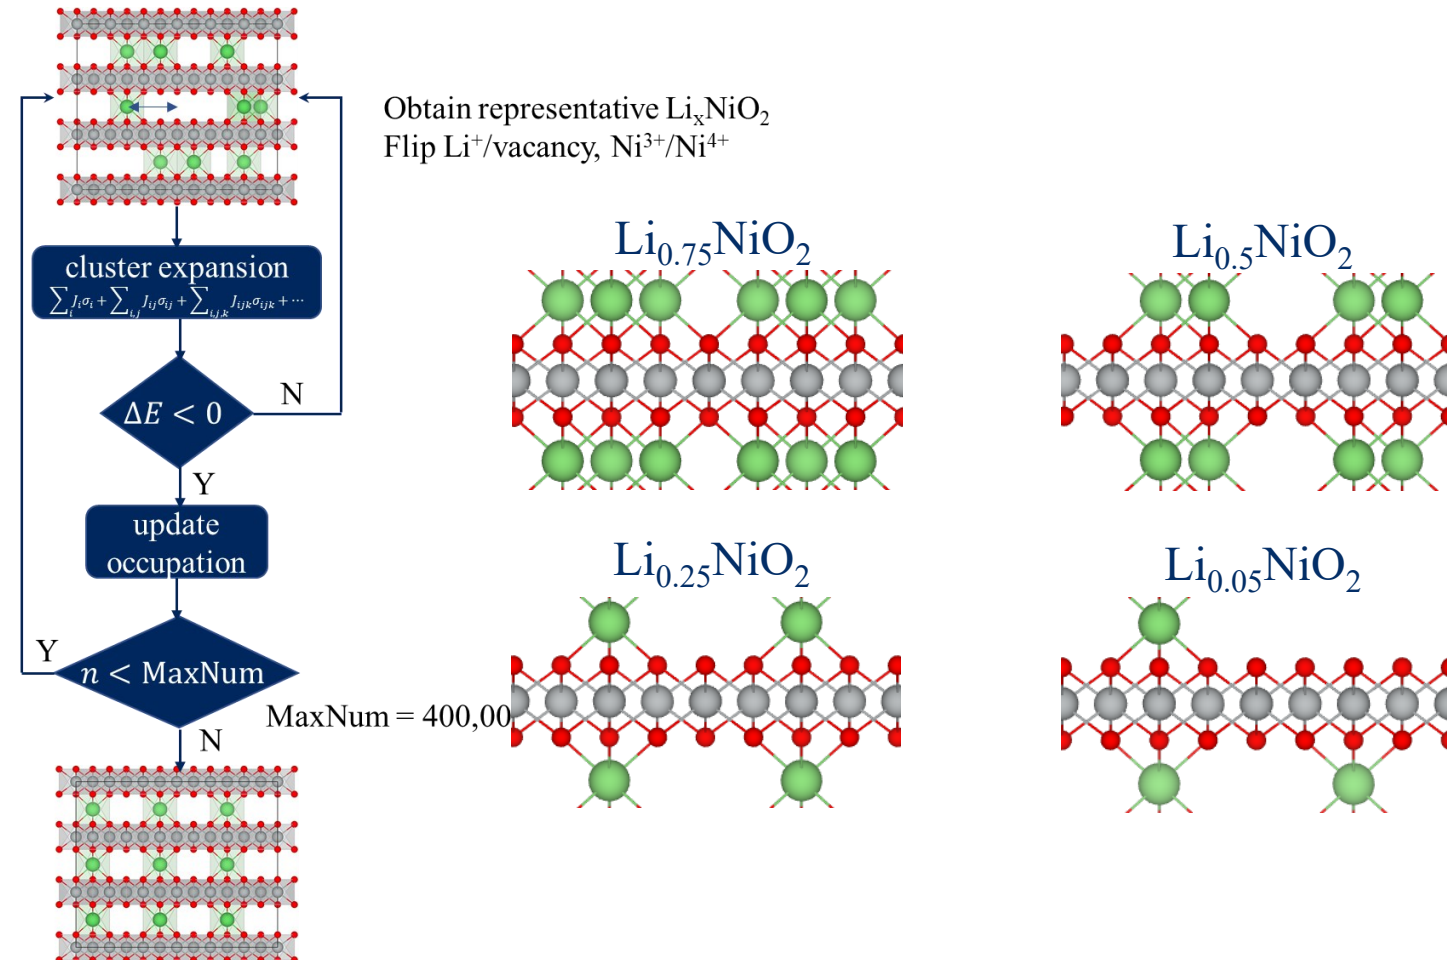 Obtain representative LiₓNiO₂
Flip Li⁺/vacancy, Ni³⁺/Ni⁴⁺
cluster expansion
∑ᵢ Jᵢσᵢ + ∑ᵢ,ⱼ Jᵢⱼσᵢⱼ + ∑ᵢ,ⱼ,ₖ Jᵢⱼₖσᵢⱼₖ + ⋯
ΔE < 0
N
Y
update
occupation
Y
n < MaxNum
MaxNum = 400,00
N
Li₀.₇₅NiO₂
Li₀.₅NiO₂
Li₀.₂₅NiO₂
Li₀.₀₅NiO₂